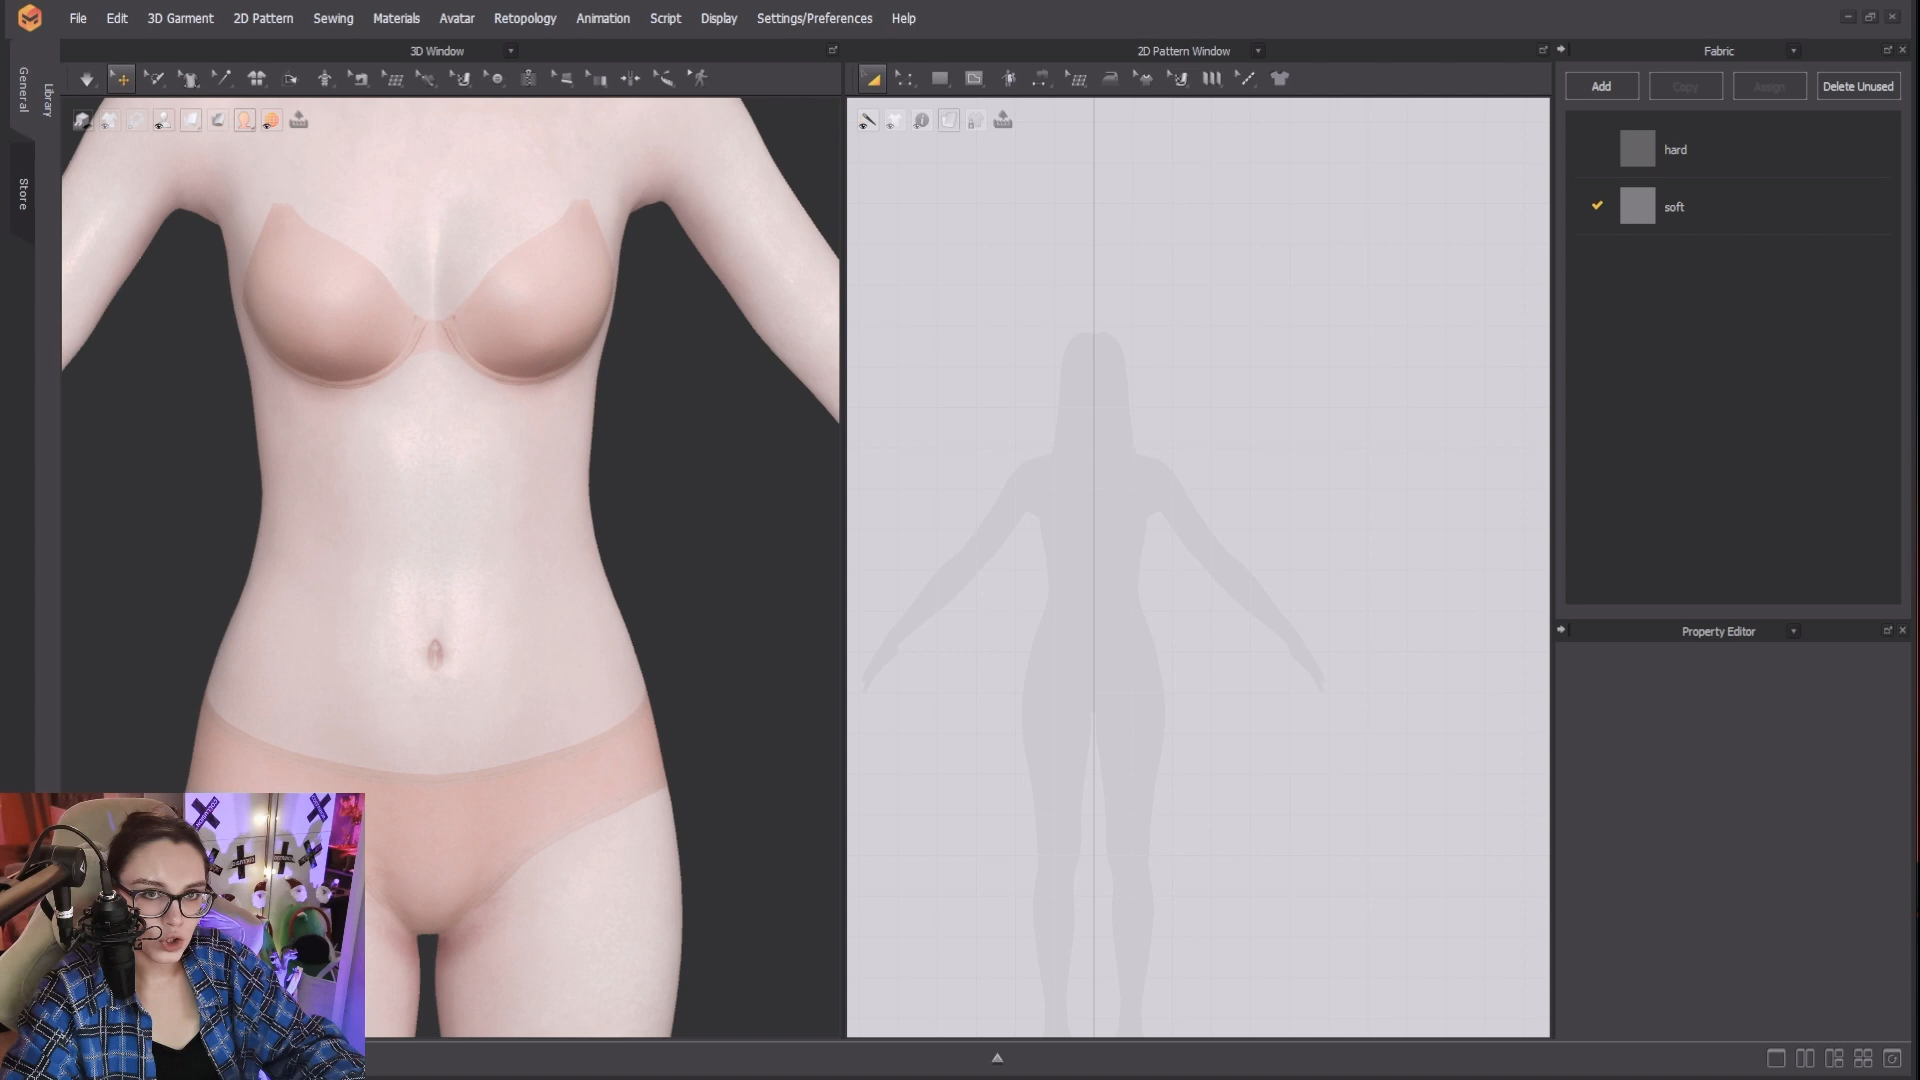 File Edit 3D Garment 2D Pattern Sewing Materials Avatar Retopology Animation Script Display Settings/Preferences Help
3D Window
2D Pattern Window
Fabric
General
Library
Store
Add Copy Assign Delete Unused
hard
soft
Property Editor